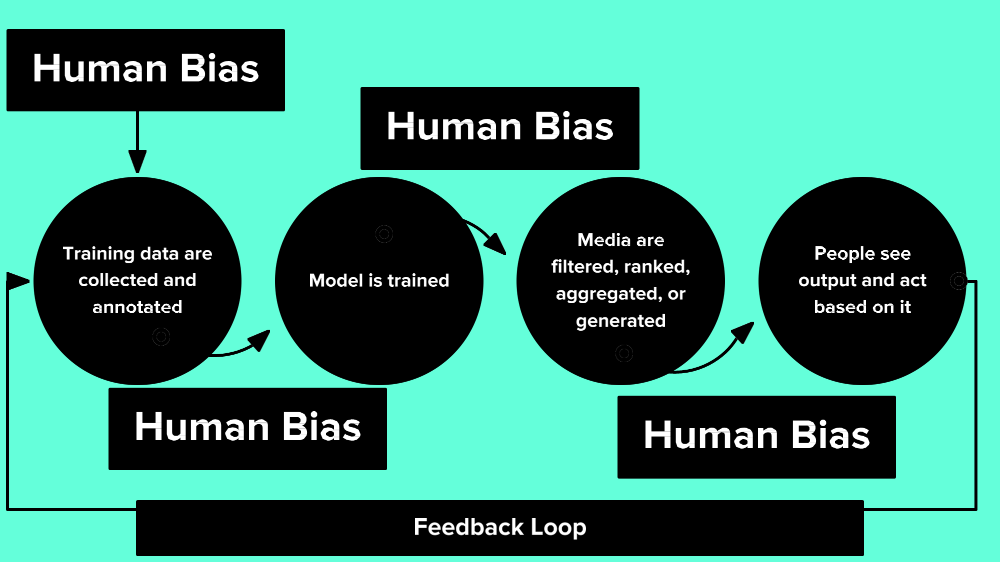 Human Bias
Human Bias
Training data are
collected and
annotated
Model is trained
Media are
filtered, ranked,
aggregated, or
generated
People see
output and act
based on it
Human Bias
Human Bias
Feedback Loop